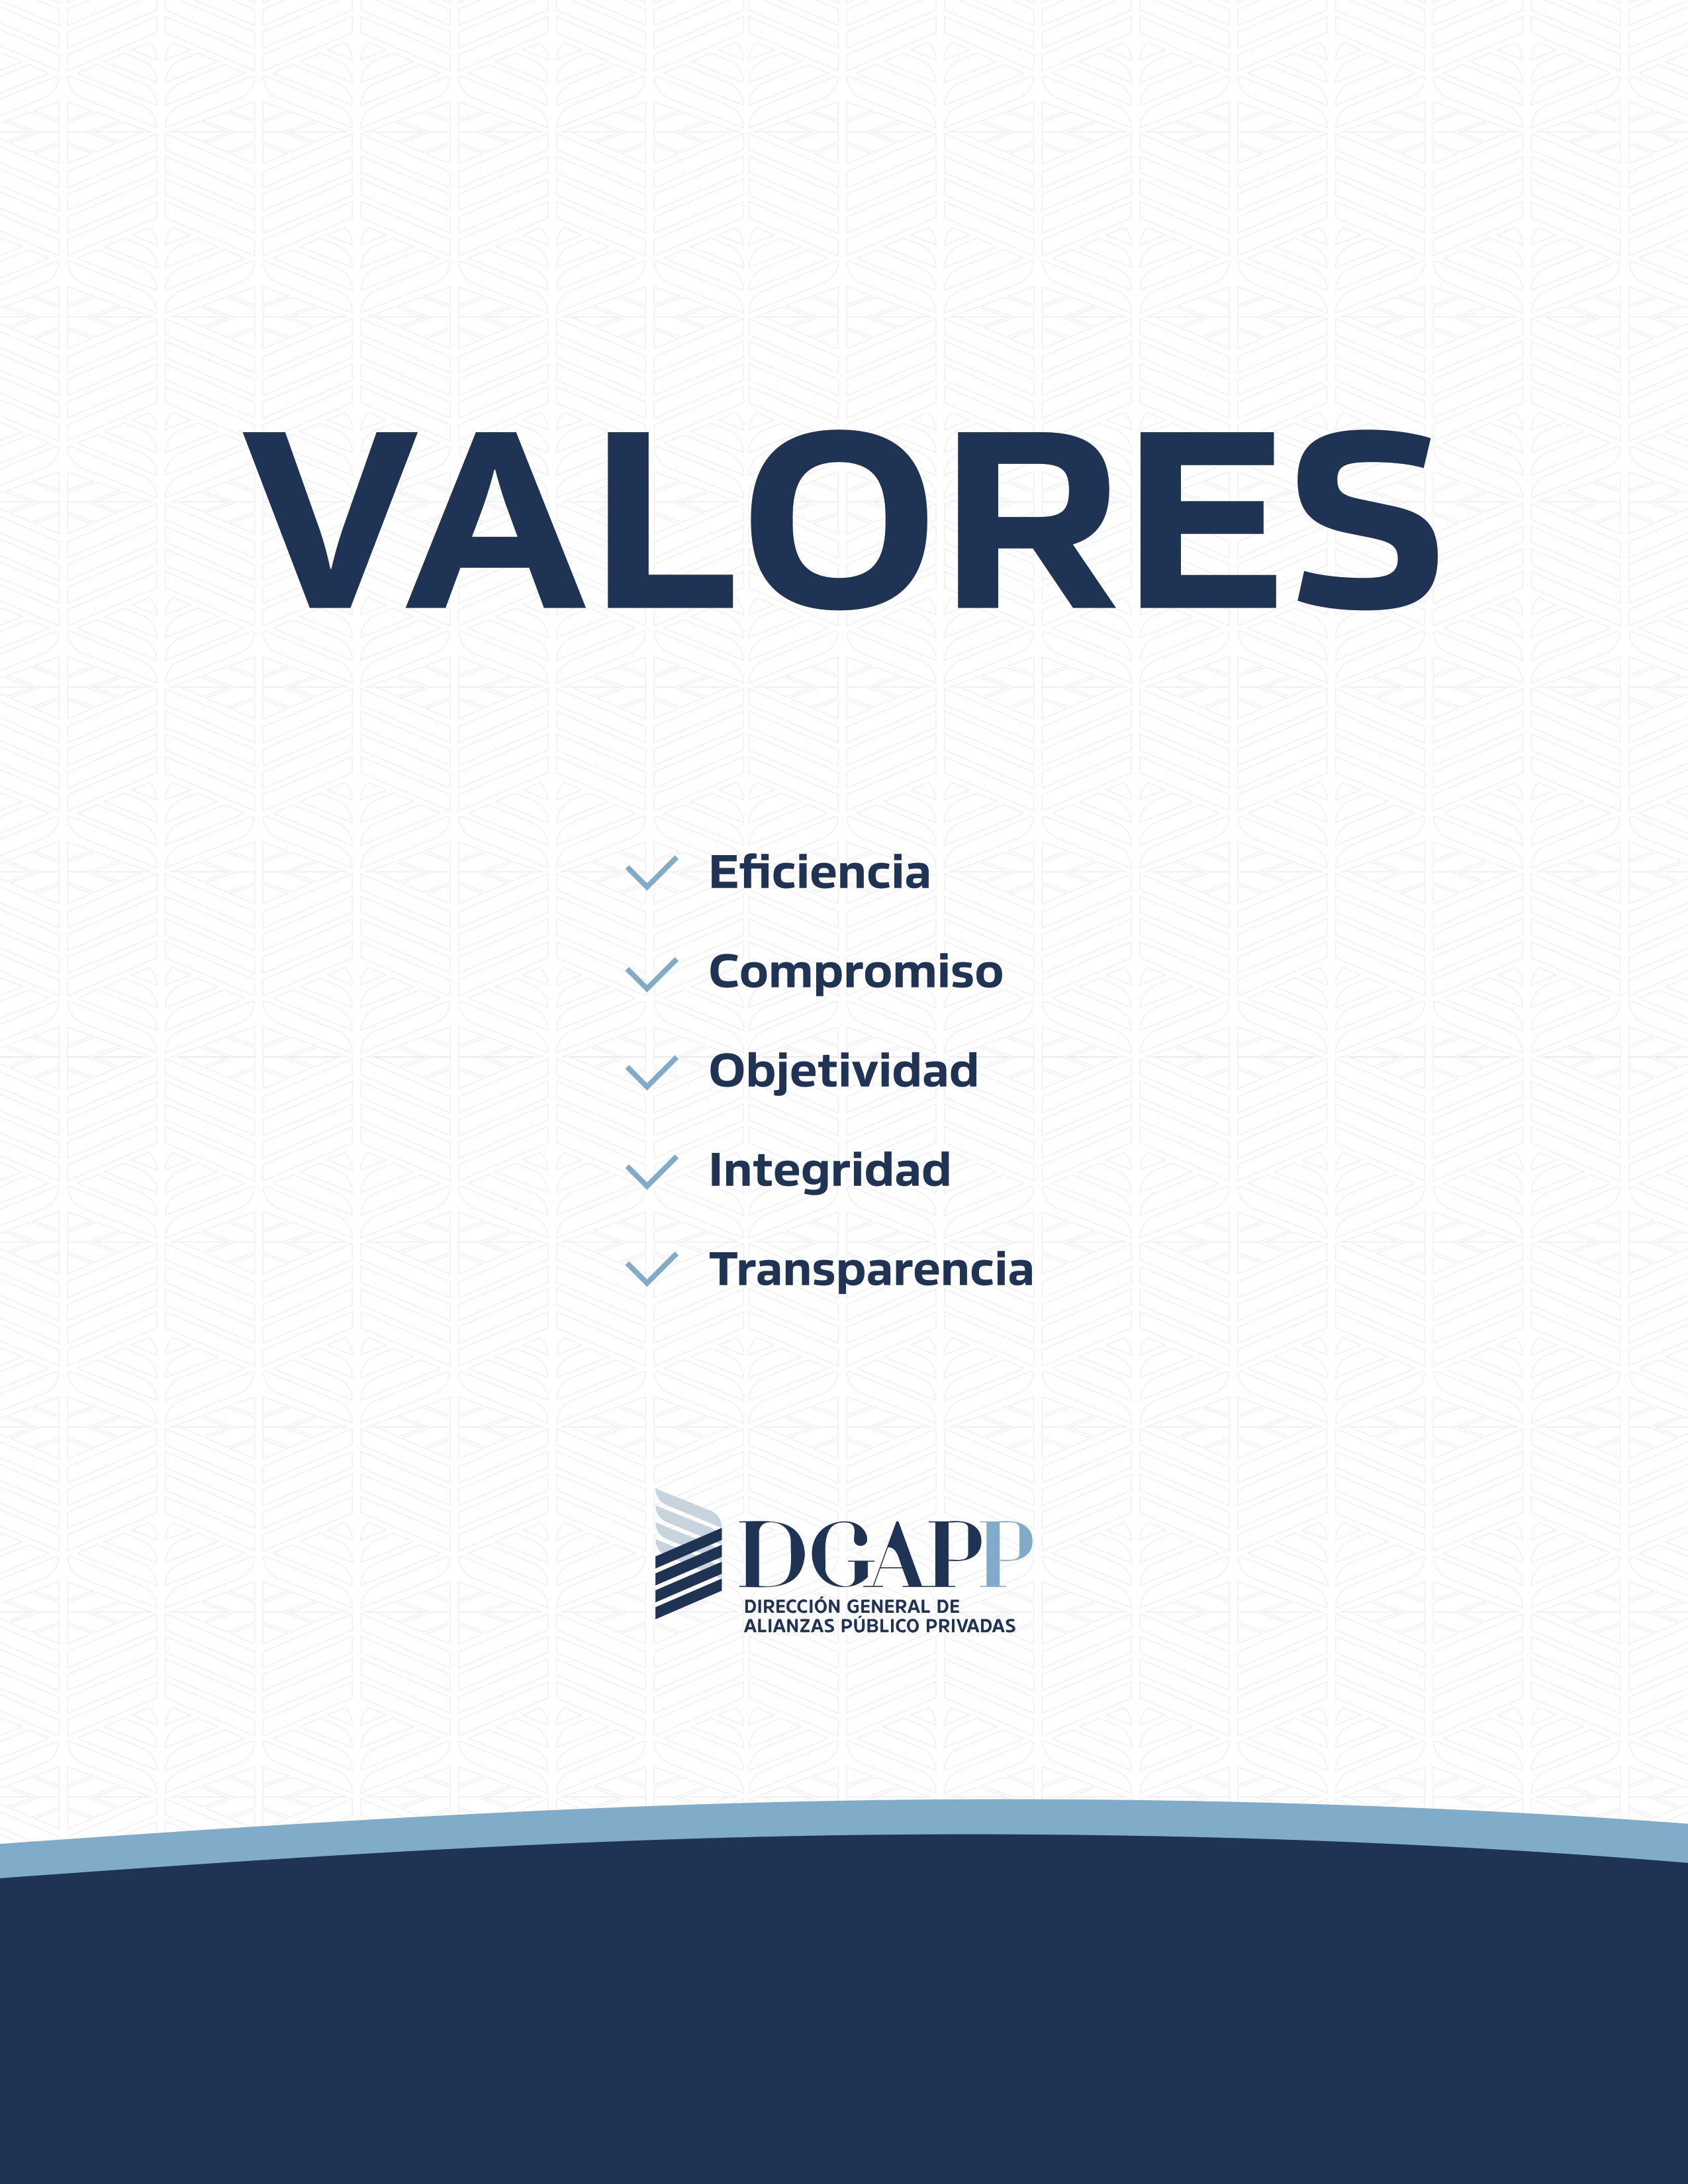 VALORES
Eficiencia
Compromiso
Objetividad
Integridad
Transparencia
DGAPP
DIRECCIÓN GENERAL DE
ALIANZAS PÚBLICO PRIVADAS